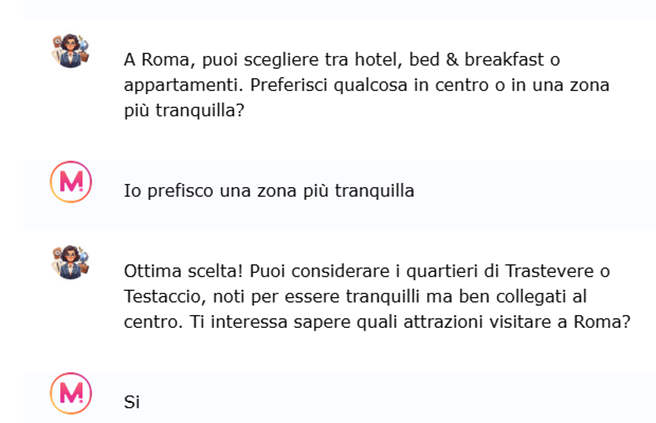 A Roma, puoi scegliere tra hotel, bed & breakfast o
appartamenti. Preferisci qualcosa in centro o in una zona
più tranquilla?
M
Io prefisco una zona più tranquilla
Ottima scelta! Puoi considerare i quartieri di Trastevere o
Testaccio, noti per essere tranquilli ma ben collegati al
centro. Ti interessa sapere quali attrazioni visitare a Roma?
M
Si